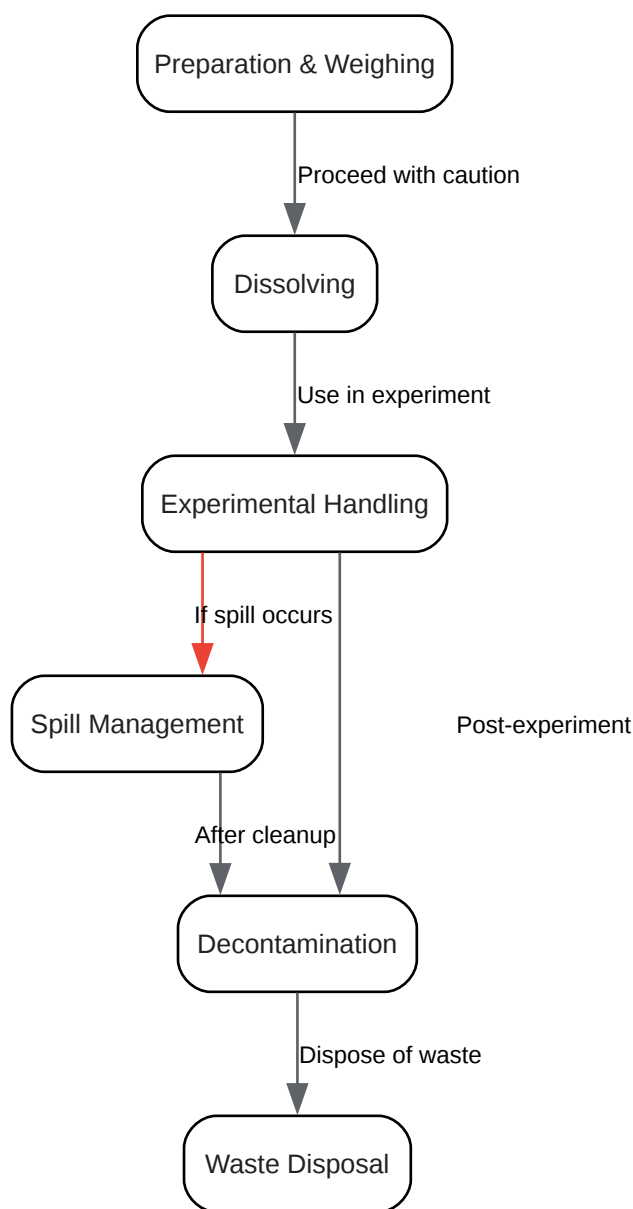 Preparation & Weighing
Proceed with caution
Dissolving
Use in experiment
Experimental Handling
If spill occurs
Spill Management
Post-experiment
After cleanup
Decontamination
Dispose of waste
Waste Disposal